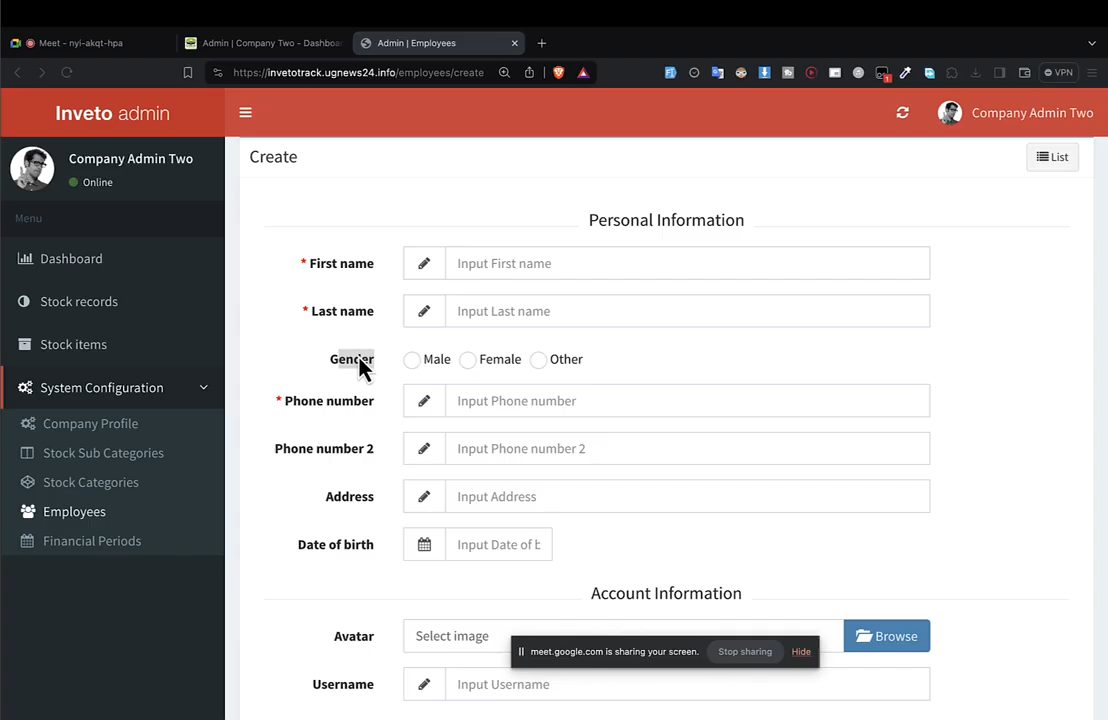 Meet - nyi-akqt-hpa
Admin | Company Two - Dashboa
Admin | Employees
https://invetotrack.ugnews24.info/employees/create
1
VPN
Inveto admin
Company Admin Two
Company Admin Two
Online
Menu
Dashboard
Stock records
Stock items
System Configuration
Company Profile
Stock Sub Categories
Stock Categories
Employees
Financial Periods
Create
List
Personal Information
* First name
Input First name
* Last name
Input Last name
Gender
Male
Female
Other
* Phone number
Input Phone number
Phone number 2
Input Phone number 2
Address
Input Address
Date of birth
Input Date of b
Account Information
Avatar
Select image
Browse
meet.google.com is sharing your screen.
Stop sharing
Hide
Username
Input Username